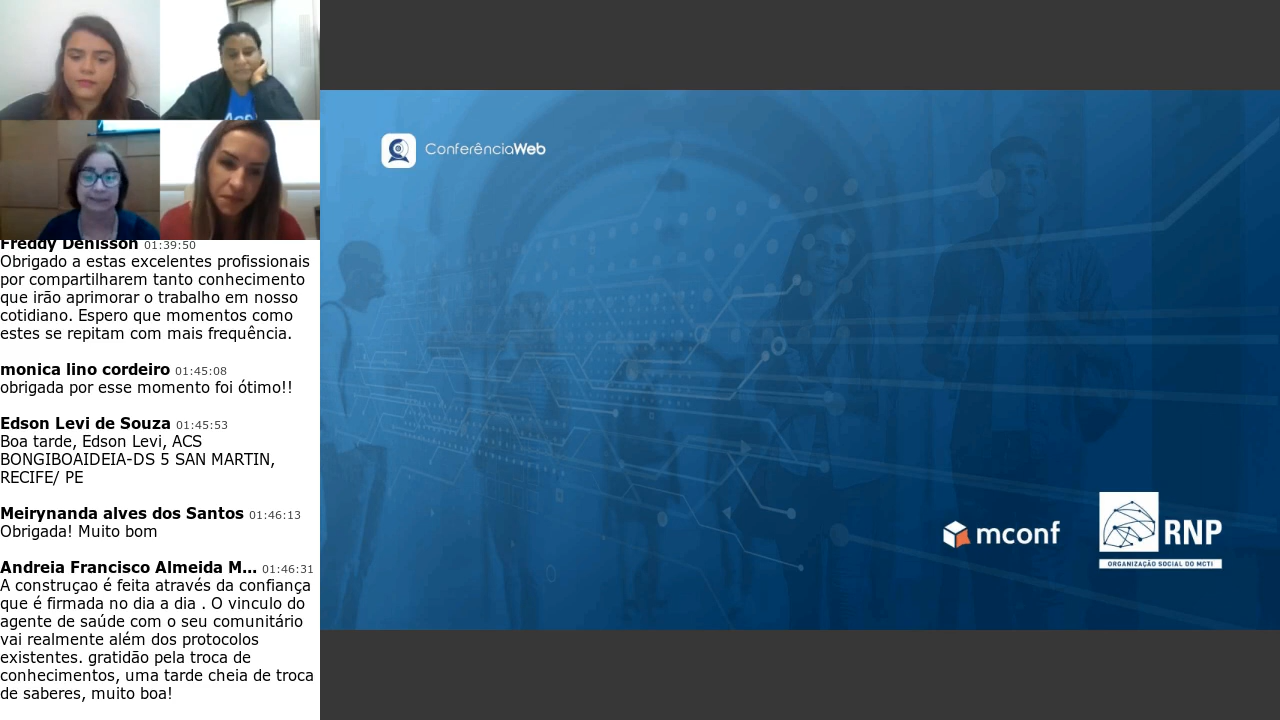 ACS
Freddy Denisson 01:39:50
Obrigado a estas excelentes profissionais
por compartilharem tanto conhecimento
que irão aprimorar o trabalho em nosso
cotidiano. Espero que momentos como
estes se repitam com mais frequência.
monica lino cordeiro 01:45:08
obrigada por esse momento foi ótimo!!
Edson Levi de Souza 01:45:53
Boa tarde, Edson Levi, ACS
BONGIBOAIDEIA-DS 5 SAN MARTIN,
RECIFE/ PE
Meirynanda alves dos Santos 01:46:13
Obrigada! Muito bom
Andreia Francisco Almeida M... 01:46:31
A construçao é feita através da confiança
que é firmada no dia a dia . O vinculo do
agente de saúde com o seu comunitário
vai realmente além dos protocolos
existentes. gratidão pela troca de
conhecimentos, uma tarde cheia de troca
de saberes, muito boa!
ConferênciaWeb
mconf
RNP
ORGANIZAÇÃO SOCIAL DO MCTI